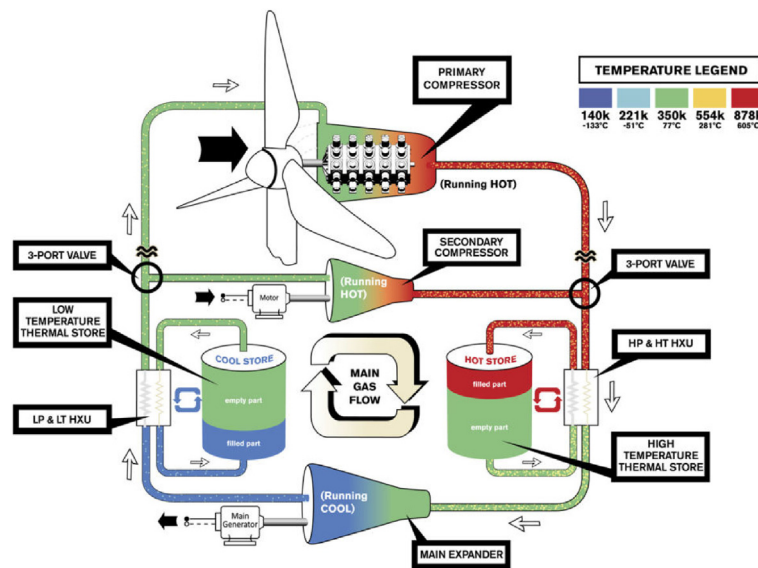 PRIMARY
COMPRESSOR
TEMPERATURE LEGEND
140k 221k 350k 554k 878k
-133°C -51°C 77°C 281°C 605°C
(Running HOT)
3-PORT VALVE
SECONDARY
COMPRESSOR
3-PORT VALVE
(Running
HOT)
Motor
LOW
TEMPERATURE
THERMAL STORE
COOL STORE
empty part
filled part
MAIN
GAS
FLOW
HOT STORE
filled part
empty part
HP & HT HXU
LP & LT HXU
HIGH
TEMPERATURE
THERMAL STORE
(Running
COOL)
Main
Generator
MAIN EXPANDER